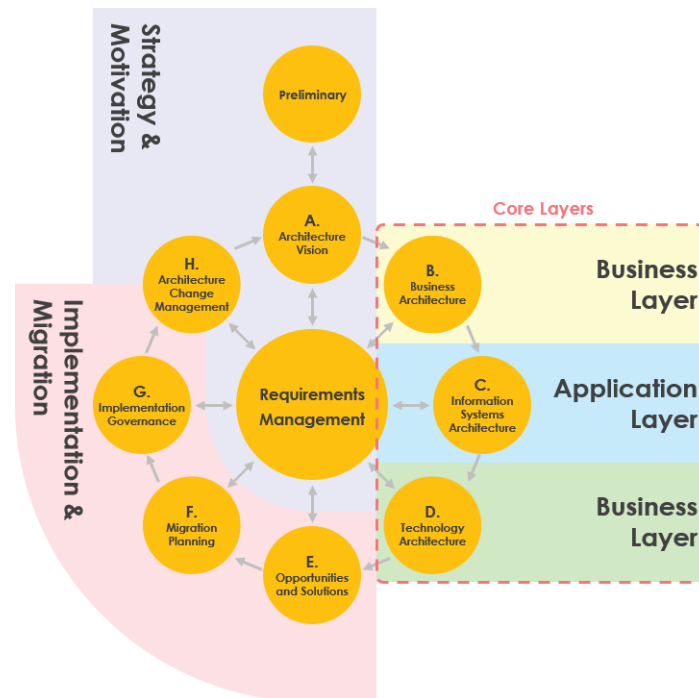 Strategy &
Motivation
Preliminary
A.
Architecture
Vision
Core Layers
H.
Architecture
Change
Management
B.
Business
Architecture
Business
Layer
Implementation &
Migration
G.
Implementation
Governance
Requirements
Management
C.
Information
Systems
Architecture
Application
Layer
F.
Migration
Planning
D.
Technology
Architecture
Business
Layer
E.
Opportunities
and Solutions